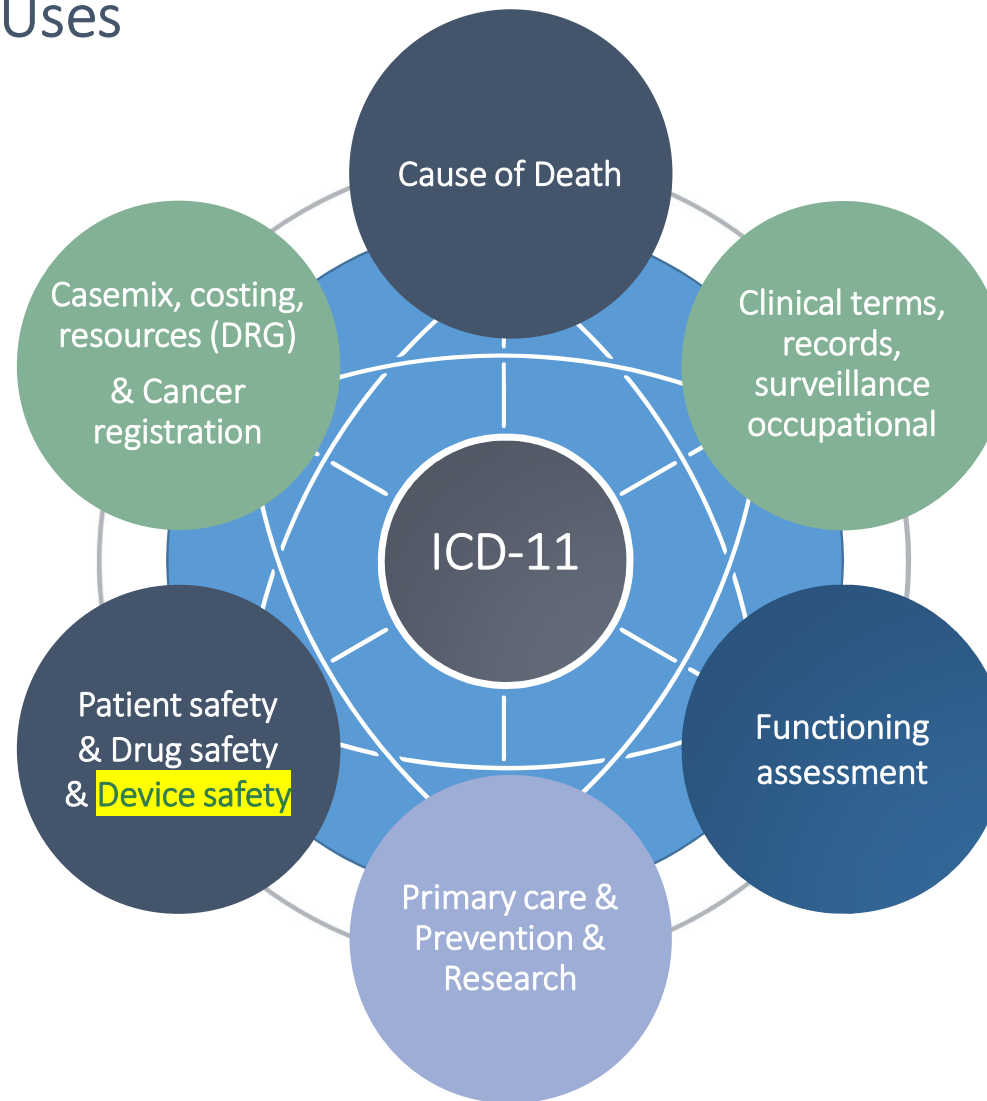 Uses
Cause of Death
Casemix, costing,
resources (DRG)
& Cancer
registration
Clinical terms,
records,
surveillance
occupational
ICD-11
Patient safety
& Drug safety
& Device safety
Functioning
assessment
Primary care &
Prevention &
Research